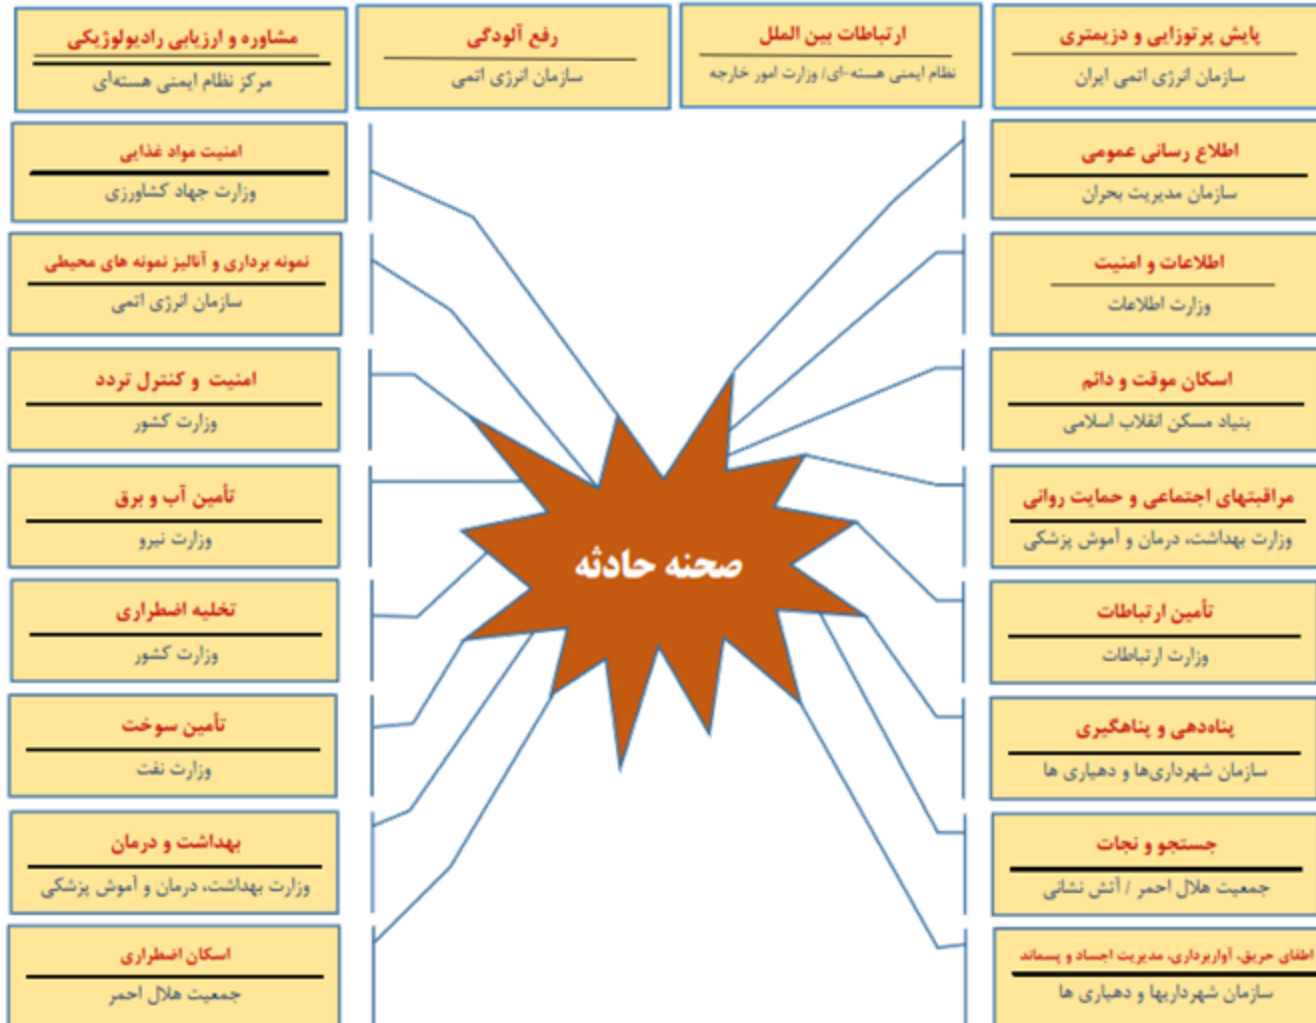 پایش پرتوزایی و دزیمتری
سازمان انرژی اتمی ایران
ارتباطات بین الملل
نظام ایمنی هسته-ای/ وزارت امور خارجه
رفع آلودگی
سازمان انرژی اتمی
مشاوره و ارزیابی رادیولوژیکی
مرکز نظام ایمنی هسته‌ای
اطلاع رسانی عمومی
سازمان مدیریت بحران
اطلاعات و امنیت
وزارت اطلاعات
اسکان موقت و دائم
بنیاد مسکن انقلاب اسلامی
مراقبتهای اجتماعی و حمایت روانی
وزارت بهداشت، درمان و آموش پزشکی
تأمین ارتباطات
وزارت ارتباطات
پناه‌دهی و پناهگیری
سازمان شهرداری‌ها و دهیاری ها
جستجو و نجات
جمعیت هلال احمر / آتش نشانی
اطفای حریق، آواربرداری، مدیریت اجساد و پسماند
سازمان شهرداریها و دهیاری ها
صحنه حادثه
امنیت مواد غذایی
وزارت جهاد کشاورزی
نمونه برداری و آنالیز نمونه های محیطی
سازمان انرژی اتمی
امنیت و کنترل تردد
وزارت کشور
تأمین آب و برق
وزارت نیرو
تخلیه اضطراری
وزارت کشور
تأمین سوخت
وزارت نفت
بهداشت و درمان
وزارت بهداشت، درمان و آموش پزشکی
اسکان اضطراری
جمعیت هلال احمر